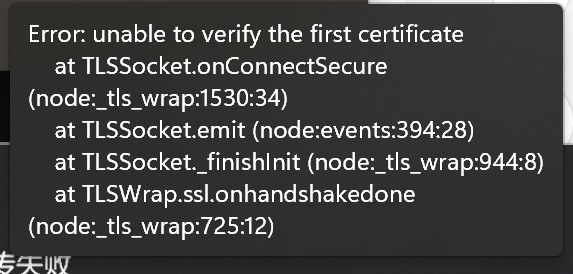 Error: unable to verify the first certificate
at TLSSocket.onConnectSecure
(node:_tls_wrap:1530:34)
at TLSSocket.emit (node:events:394:28)
at TLSSocket._finishInit (node:_tls_wrap:944:8)
at TLSWrap.ssl.onhandshakedone
(node:_tls_wrap:725:12)
失败